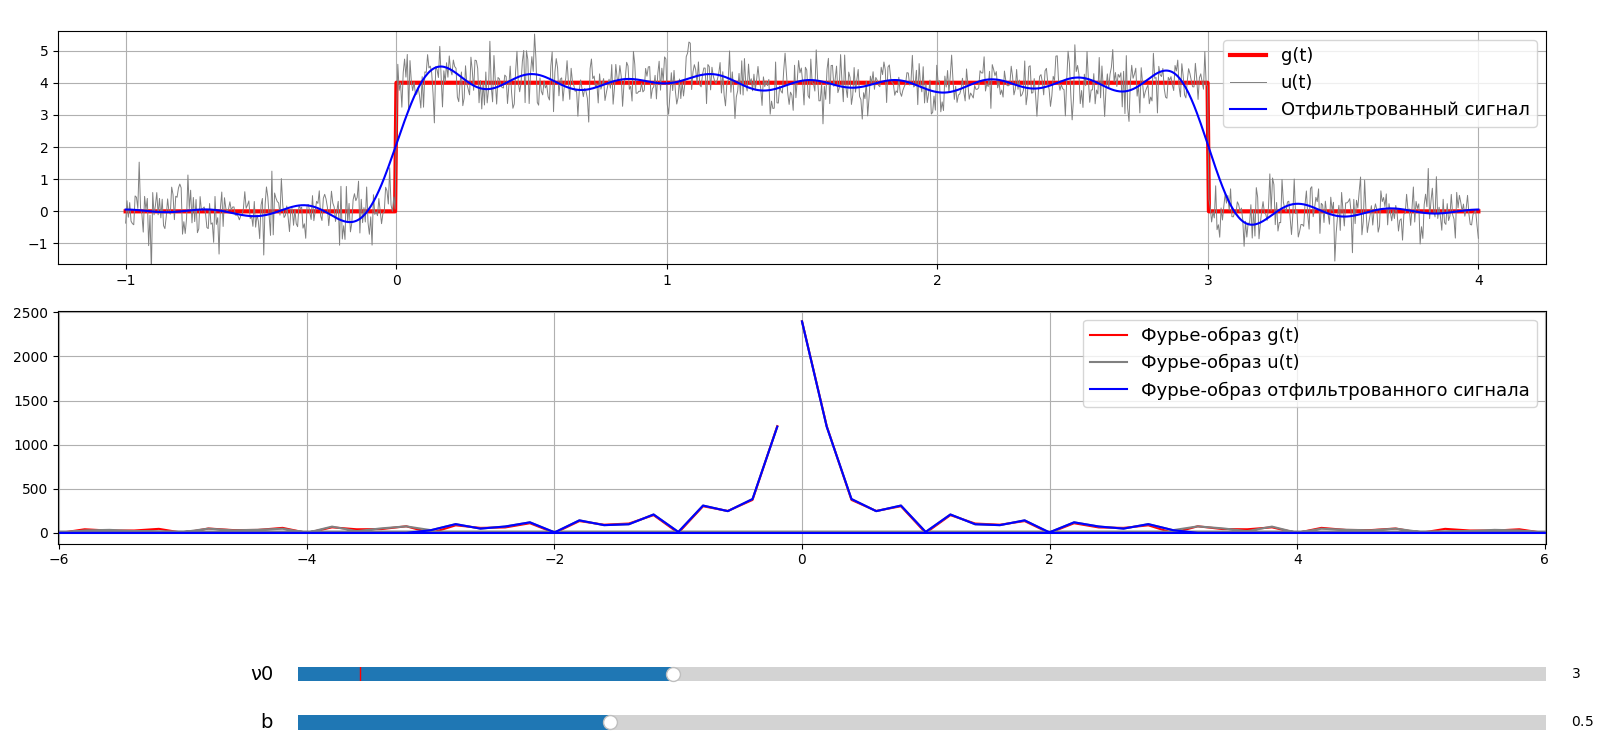 5
4
3
2
1
0
−1
g(t)
u(t)
Отфильтрованный сигнал
−1 0 1 2 3 4
2500
2000
1500
1000
500
0
Фурье-образ g(t)
Фурье-образ u(t)
Фурье-образ отфильтрованного сигнала
−6 −4 −2 0 2 4 6
ν0 3
b 0.5